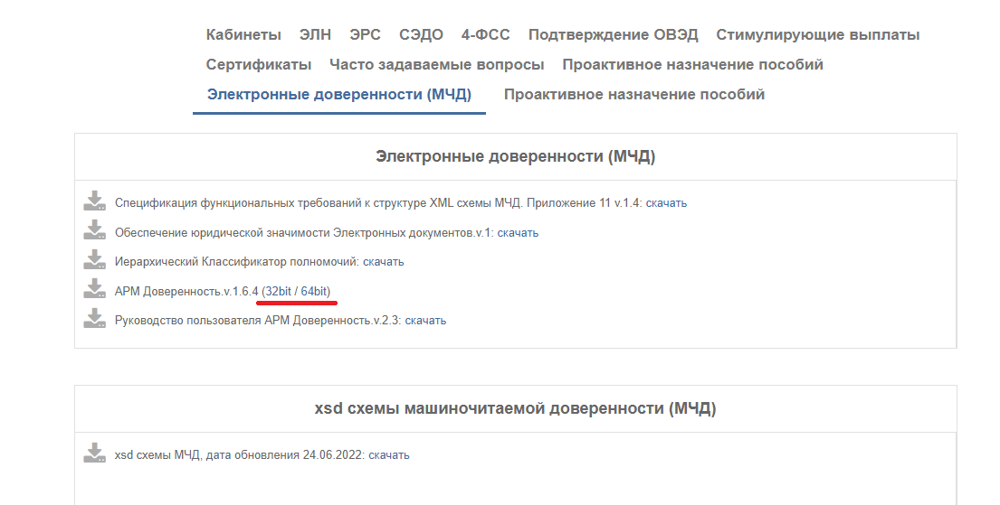 Кабинеты ЭЛН ЭРС СЭДО 4-ФСС Подтверждение ОВЭД Стимулирующие выплаты
Сертификаты Часто задаваемые вопросы Проактивное назначение пособий
Электронные доверенности (МЧД) Проактивное назначение пособий
Электронные доверенности (МЧД)
Спецификация функциональных требований к структуре XML схемы МЧД. Приложение 11 v.1.4: скачать
Обеспечение юридической значимости Электронных документов.v.1: скачать
Иерархический Классификатор полномочий: скачать
АРМ Доверенность.v.1.6.4 (32bit / 64bit)
Руководство пользователя АРМ Доверенность.v.2.3: скачать
xsd схемы машиночитаемой доверенности (МЧД)
xsd схемы МЧД, дата обновления 24.06.2022: скачать